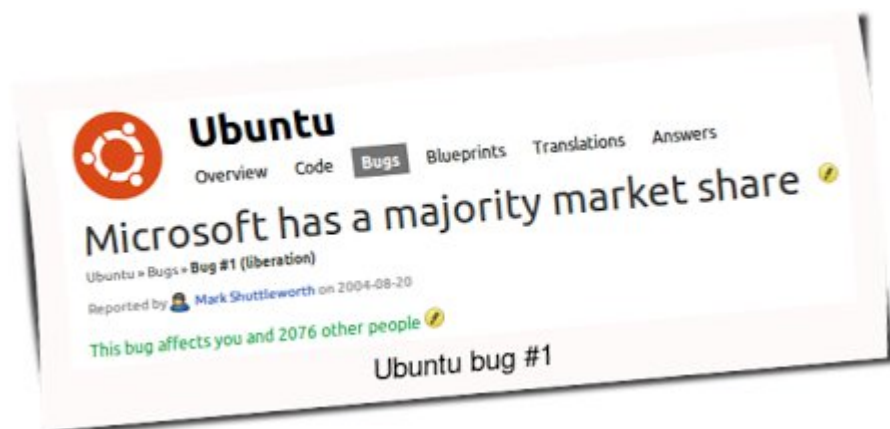 Ubuntu
Overview Code Bugs Blueprints Translations Answers
Microsoft has a majority market share
Ubuntu » Bugs » Bug #1 (liberation)
Reported by Mark Shuttleworth on 2004-08-20
This bug affects you and 2076 other people
Ubuntu bug #1